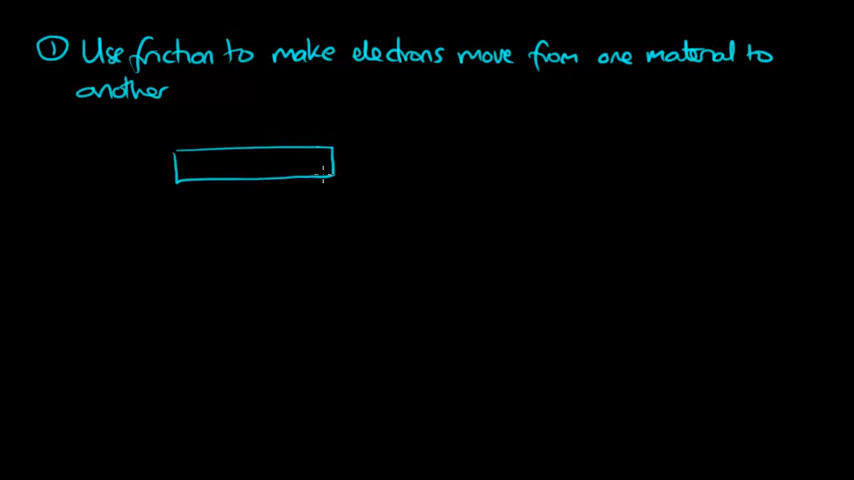 ① Use friction to make electrons move from one material to
another